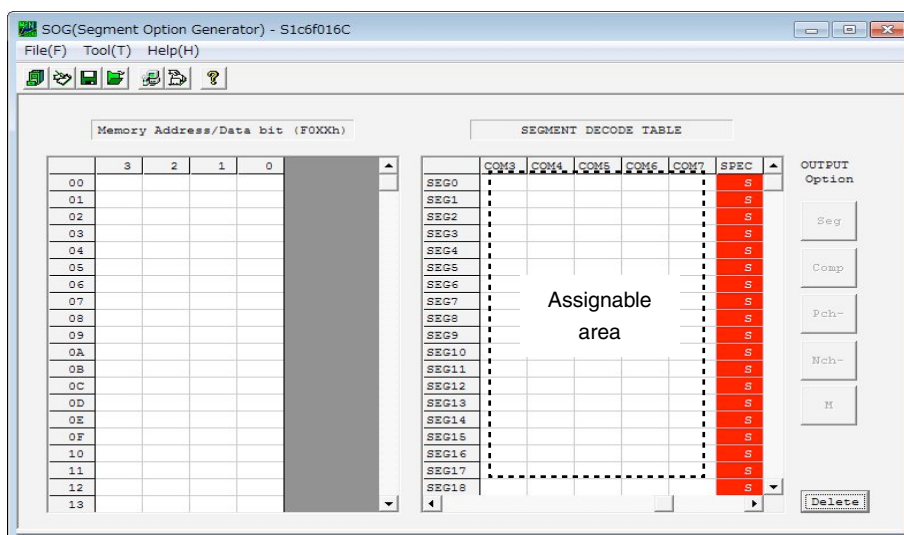 SOG(Segment Option Generator) - S1c6f016C
File(F) Tool(T) Help(H)
Memory Address/Data bit (F0XXh)
SEGMENT DECODE TABLE
3 2 1 0
COM3 COM4 COM5 COM6 COM7 SPEC
OUTPUT
Option
00
01
02
03
04
05
06
07
08
09
0A
0B
0C
0D
0E
0F
10
11
12
13
SEG0 S
SEG1 S
SEG2 S
SEG3 S
SEG4 S
SEG5 S
SEG6 S
SEG7 S
SEG8 S
SEG9 S
SEG10 S
SEG11 S
SEG12 S
SEG13 S
SEG14 S
SEG15 S
SEG16 S
SEG17 S
SEG18 S
Assignable
area
Seg
Comp
Pch-
Nch-
M
Delete